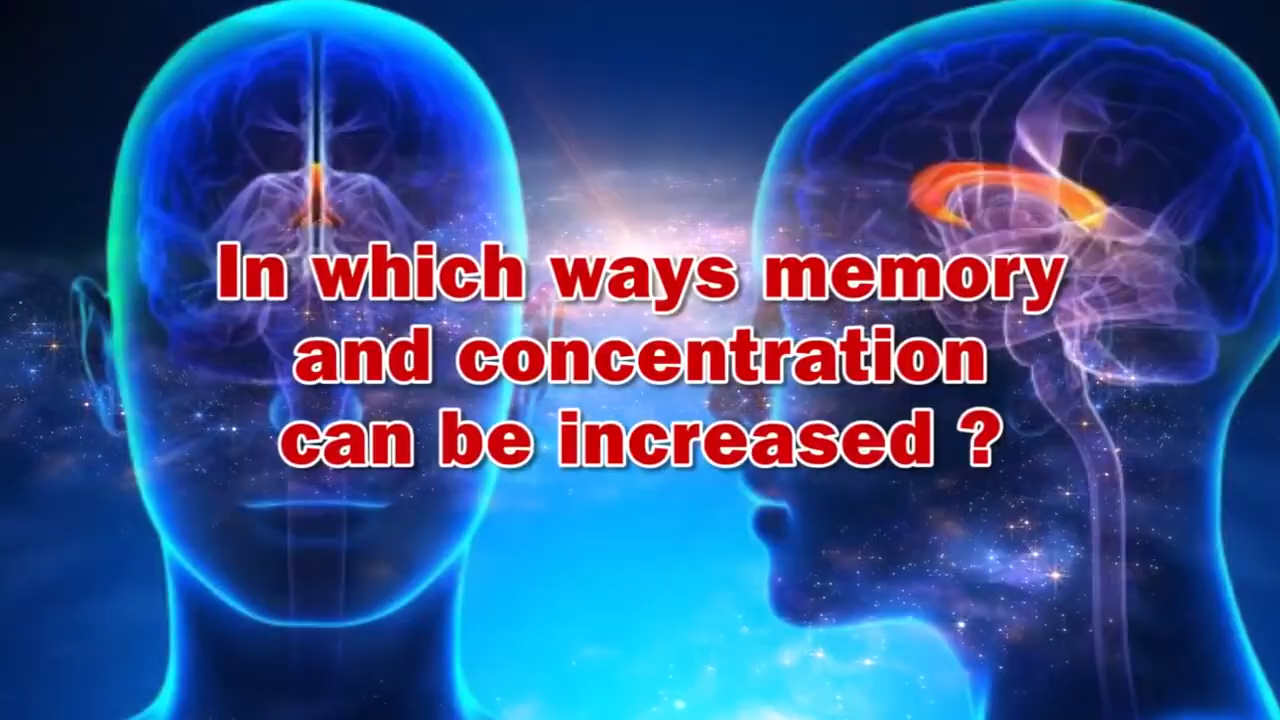 In which ways memory
and concentration
can be increased ?